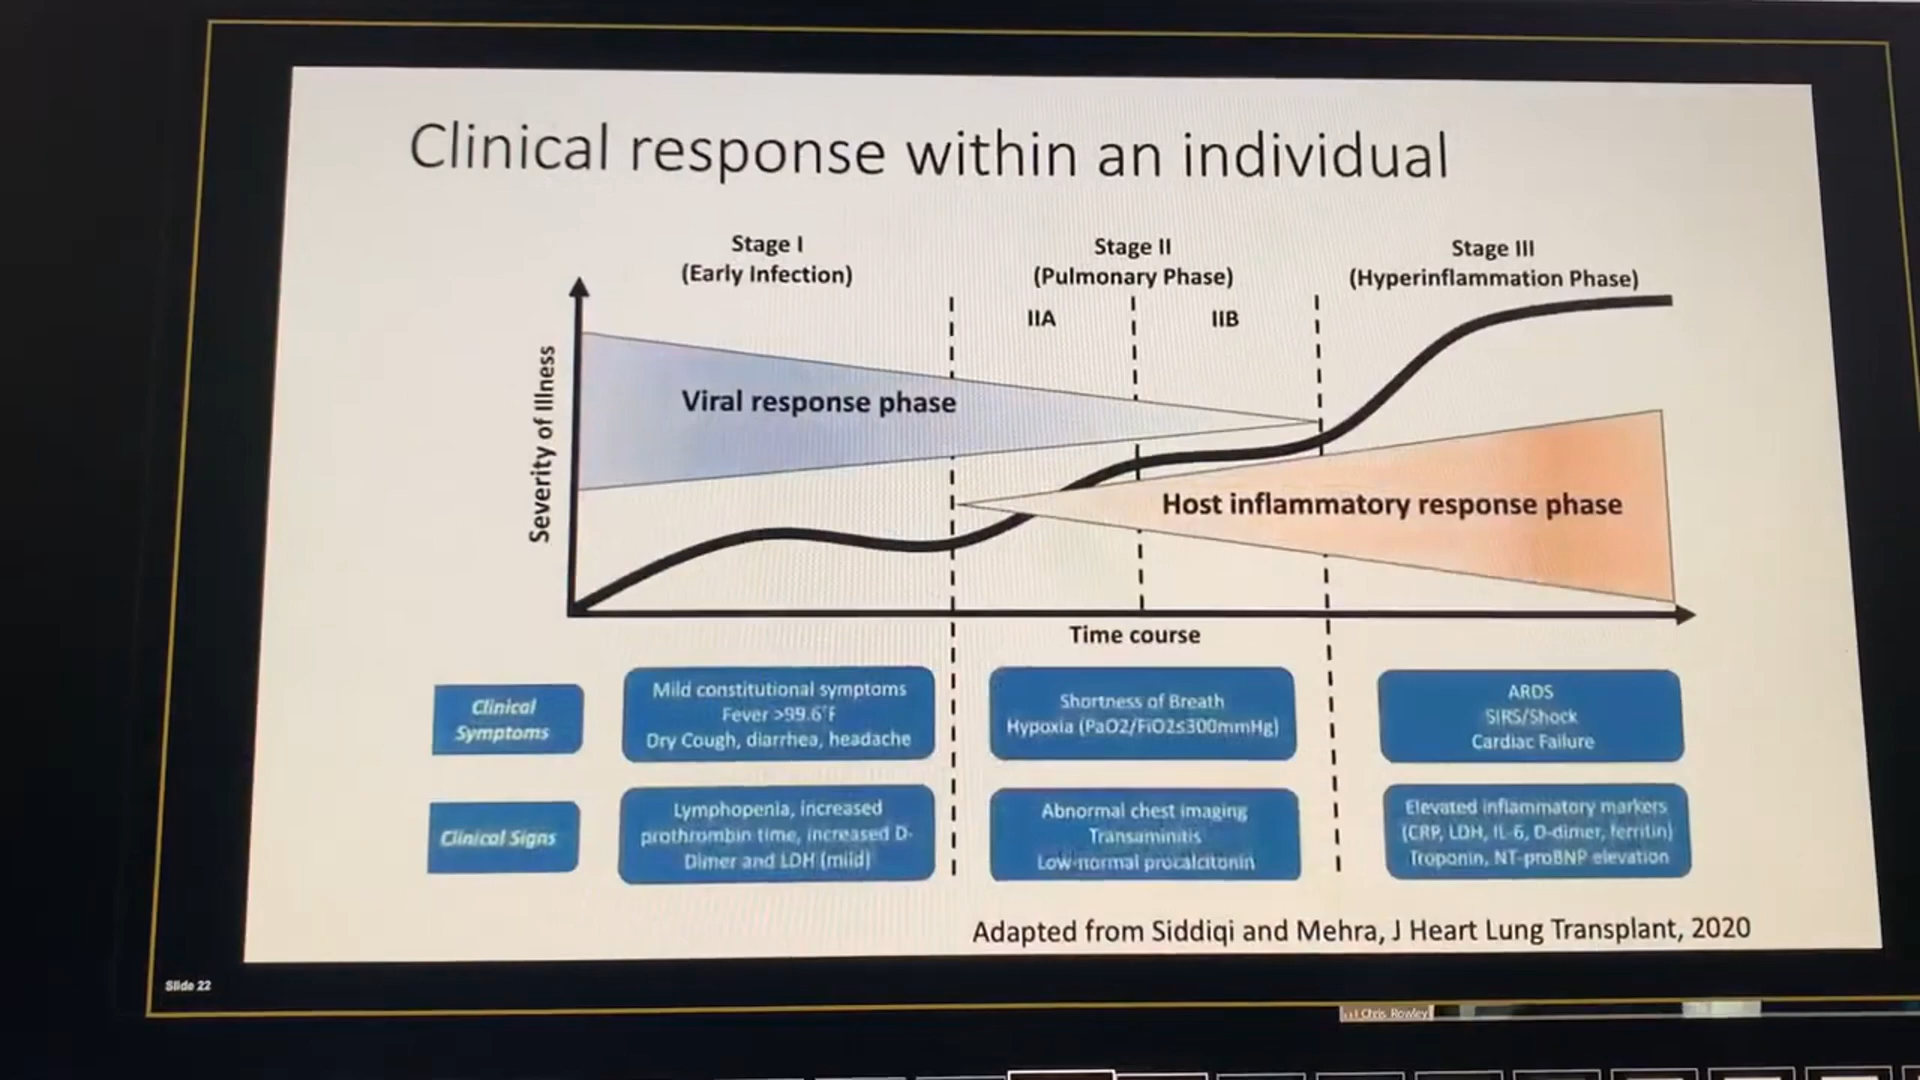 Clinical response within an individual
Stage I
(Early Infection)
Stage II
(Pulmonary Phase)
Stage III
(Hyperinflammation Phase)
IIA
IIB
Severity of Illness
Viral response phase
Host inflammatory response phase
Time course
Clinical
Symptoms
Mild constitutional symptoms
Fever >99.6°F
Dry Cough, diarrhea, headache
Shortness of Breath
Hypoxia (PaO2/FiO2≤300mmHg)
ARDS
SIRS/Shock
Cardiac Failure
Clinical Signs
Lymphopenia, increased
prothrombin time, increased D-
Dimer and LDH (mild)
Abnormal chest imaging
Transaminitis
Low-normal procalcitonin
Elevated inflammatory markers
(CRP, LDH, IL-6, D-dimer, ferritin)
Troponin, NT-proBNP elevation
Adapted from Siddiqi and Mehra, J Heart Lung Transplant, 2020
Slide 22
Chris Rowley